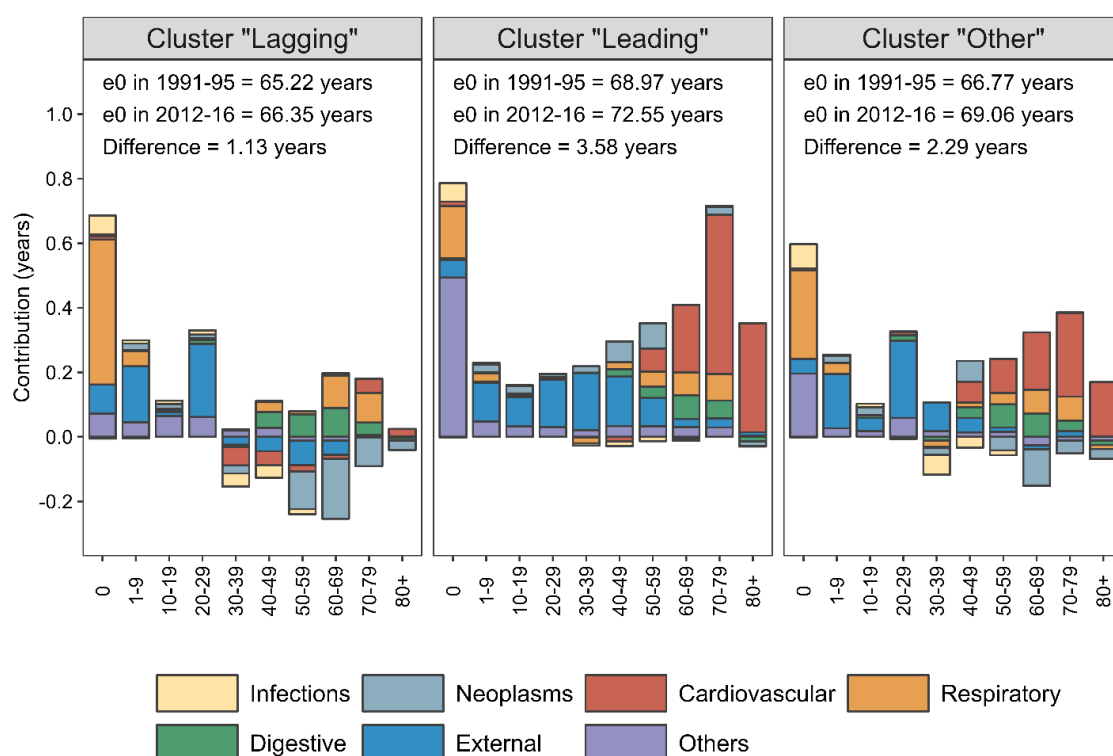 Cluster "Lagging"
e0 in 1991-95 = 65.22 years
e0 in 2012-16 = 66.35 years
Difference = 1.13 years
Cluster "Leading"
e0 in 1991-95 = 68.97 years
e0 in 2012-16 = 72.55 years
Difference = 3.58 years
Cluster "Other"
e0 in 1991-95 = 66.77 years
e0 in 2012-16 = 69.06 years
Difference = 2.29 years
Contribution (years)
1.0
0.8
0.6
0.4
0.2
0.0
-0.2
0 1-9 10-19 20-29 30-39 40-49 50-59 60-69 70-79 80+
0 1-9 10-19 20-29 30-39 40-49 50-59 60-69 70-79 80+
0 1-9 10-19 20-29 30-39 40-49 50-59 60-69 70-79 80+
Infections Neoplasms Cardiovascular Respiratory
Digestive External Others